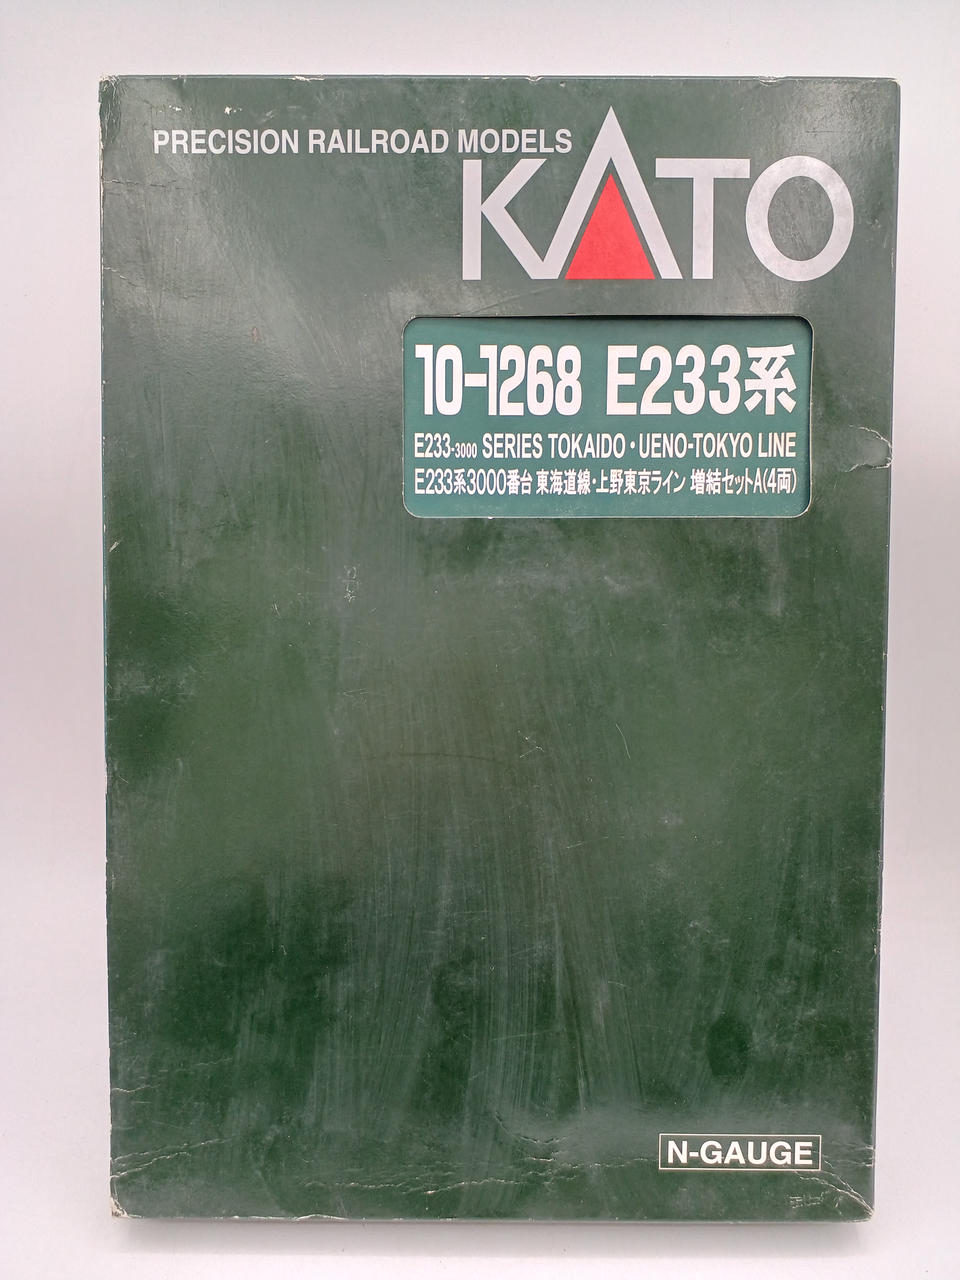 PRECISION RAILROAD MODELS
KATO
10-1268 E233系
E233-3000 SERIES TOKAIDO・UENO-TOKYO LINE
E233系3000番台 東海道線・上野東京ライン 増結セットA(4両)
N-GAUGE